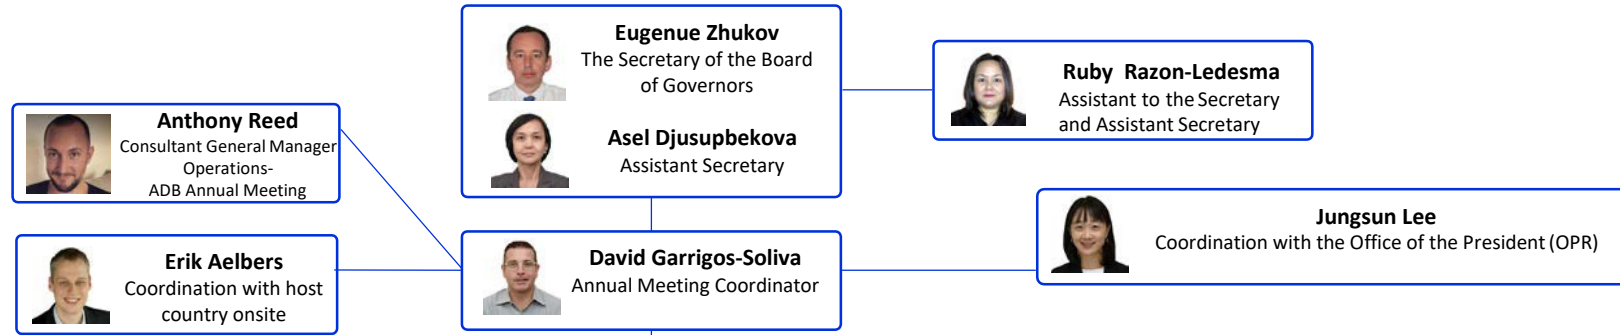 Eugenue Zhukov
The Secretary of the Board
of Governors
Asel Djusupbekova
Assistant Secretary
Ruby Razon-Ledesma
Assistant to the Secretary
and Assistant Secretary
Anthony Reed
Consultant General Manager
Operations-
ADB Annual Meeting
Erik Aelbers
Coordination with host
country onsite
David Garrigos-Soliva
Annual Meeting Coordinator
Jungsun Lee
Coordination with the Office of the President (OPR)